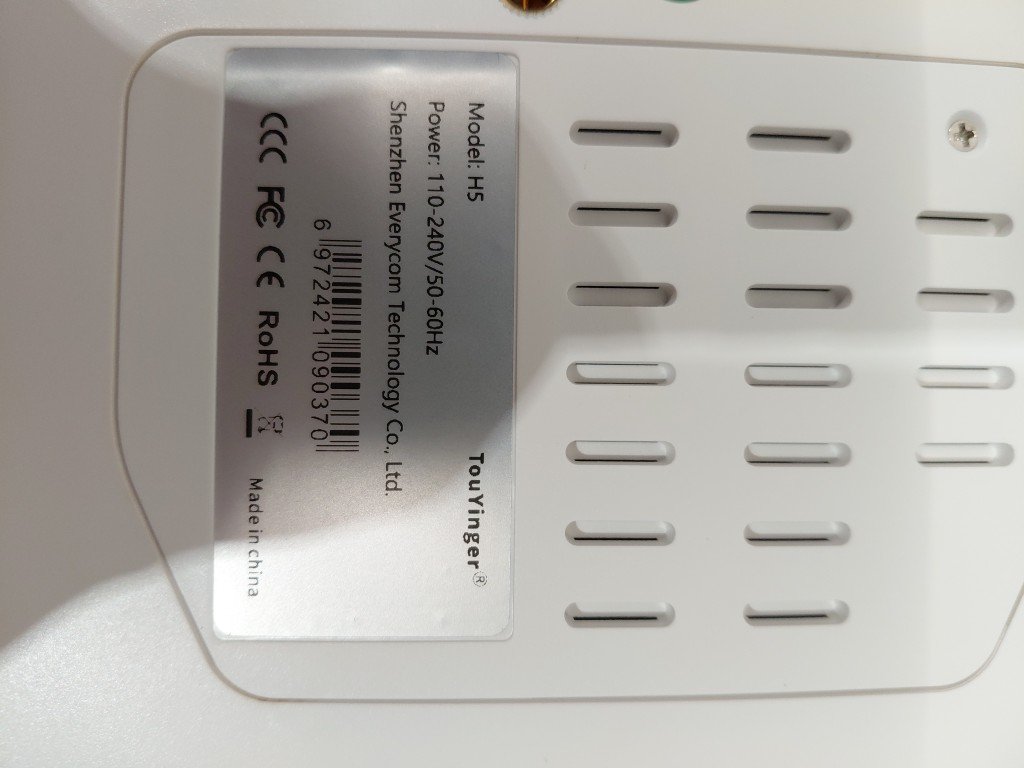 Model: H5 TouYinger®
Power: 110-240V/50-60Hz
Shenzhen Everycom Technology Co., Ltd.
6 972421 090370
CCC FC CE RoHS Made in china